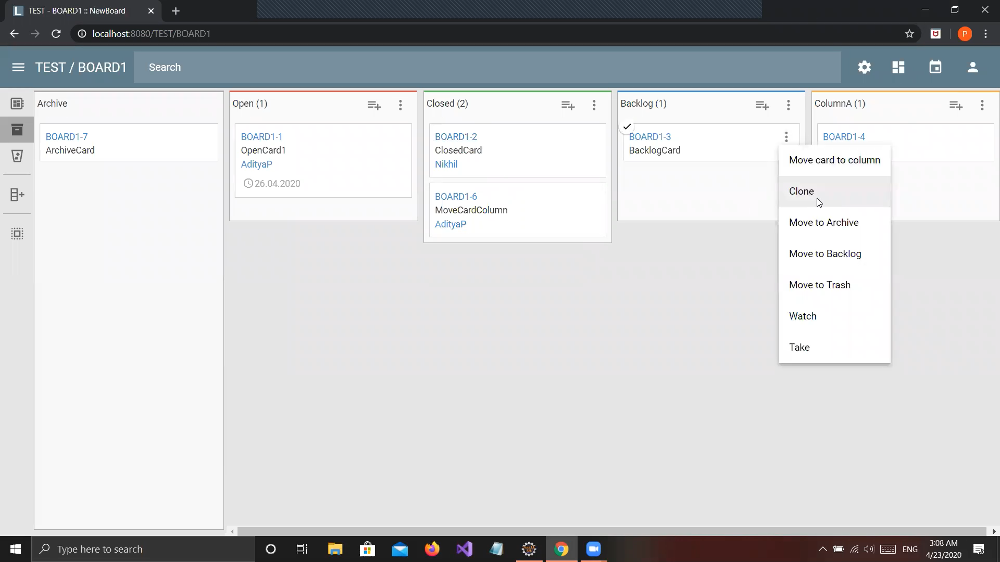 TEST - BOARD1 :: NewBoard
localhost:8080/TEST/BOARD1
P
TEST / BOARD1
Search
Archive
BOARD1-7
ArchiveCard
Open (1)
BOARD1-1
OpenCard1
AdityaP
26.04.2020
Closed (2)
BOARD1-2
ClosedCard
Nikhil
BOARD1-6
MoveCardColumn
AdityaP
Backlog (1)
BOARD1-3
BacklogCard
ColumnA (1)
BOARD1-4
Move card to column
Clone
Move to Archive
Move to Backlog
Move to Trash
Watch
Take
Type here to search
ENG
3:08 AM
4/23/2020